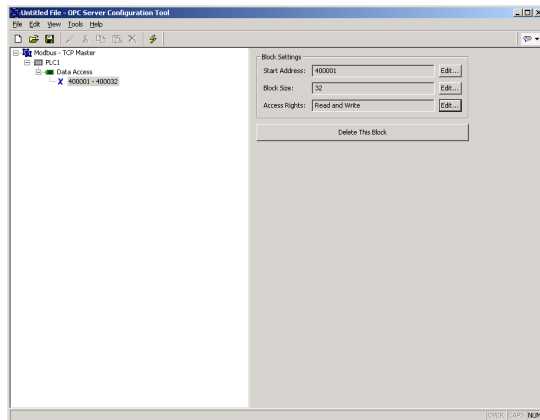 Untitled File - OPC Server Configuration Tool
File Edit View Tools Help
Modbus - TCP Master
PLC1
Data Access
400001 - 400032
Block Settings
Start Address: 400001 Edit...
Block Size: 32 Edit...
Access Rights: Read and Write Edit...
Delete This Block
OVER CAPS NUM